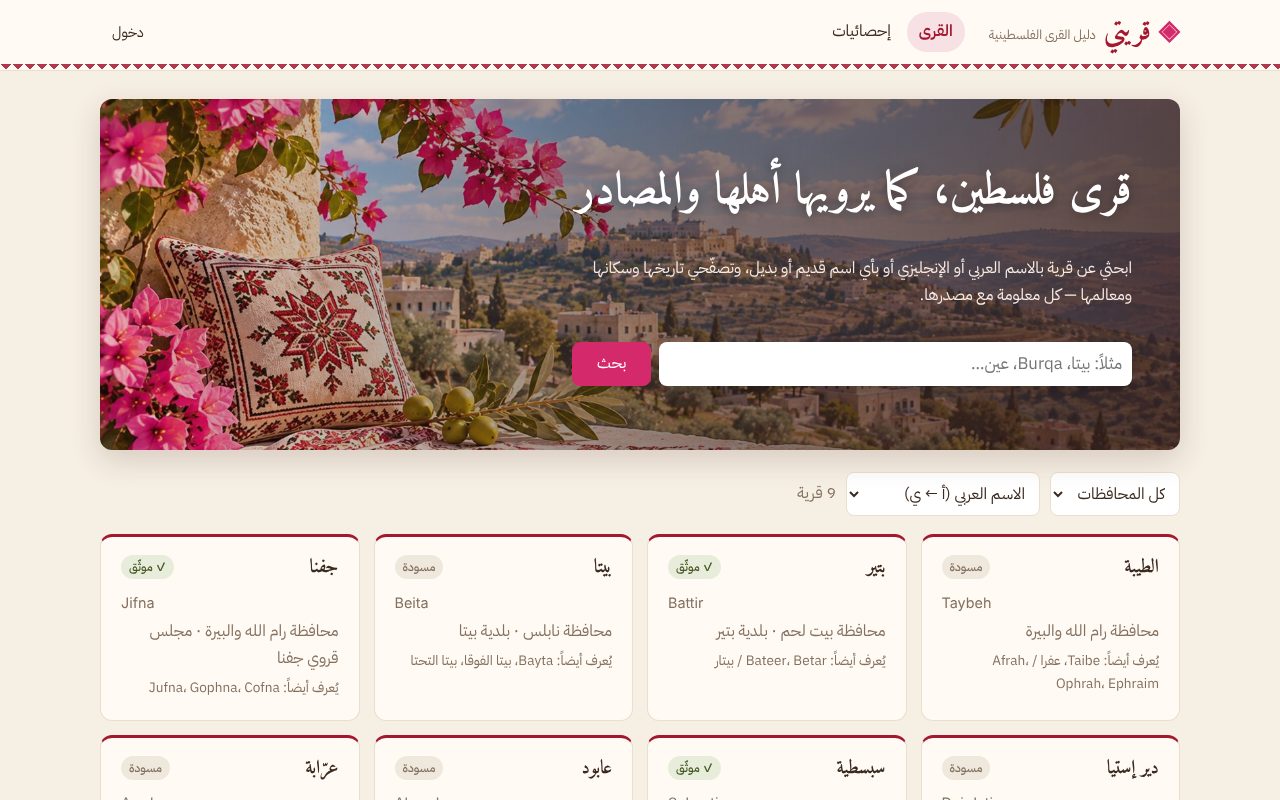 قريتي
دليل القرى الفلسطينية
القرى
إحصائيات
دخول
قرى فلسطين، كما يرويها أهلها والمصادر
ابحثي عن قرية بالاسم العربي أو الإنجليزي أو بأي اسم قديم أو بديل، وتصفّحي تاريخها وسكانها
ومعالمها — كل معلومة مع مصدرها.
مثلاً: بيتا، Burqa، عين...
بحث
كل المحافظات
الاسم العربي (أ ← ي)
9 قرية
الطيبة
مسودة
Taybeh
محافظة رام الله والبيرة
يُعرف أيضاً: Taibe، عفرا / Afrah،
Ophrah، Ephraim
بتير
✓ موثّق
Battir
محافظة بيت لحم · بلدية بتير
يُعرف أيضاً: Bateer، Betar / بيتار
بيتا
مسودة
Beita
محافظة نابلس · بلدية بيتا
يُعرف أيضاً: Bayta، بيتا الفوقا، بيتا التحتا
جفنا
✓ موثّق
Jifna
محافظة رام الله والبيرة · مجلس
قروي جفنا
يُعرف أيضاً: Jufna، Gophna، Cofna
دير إستيا
مسودة
سبسطية
✓ موثّق
عابود
مسودة
عرّابة
مسودة